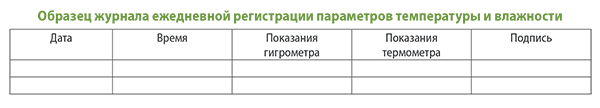 Образец журнала ежедневной регистрации параметров температуры и влажности
Дата Время Показания гигрометра Показания термометра Подпись